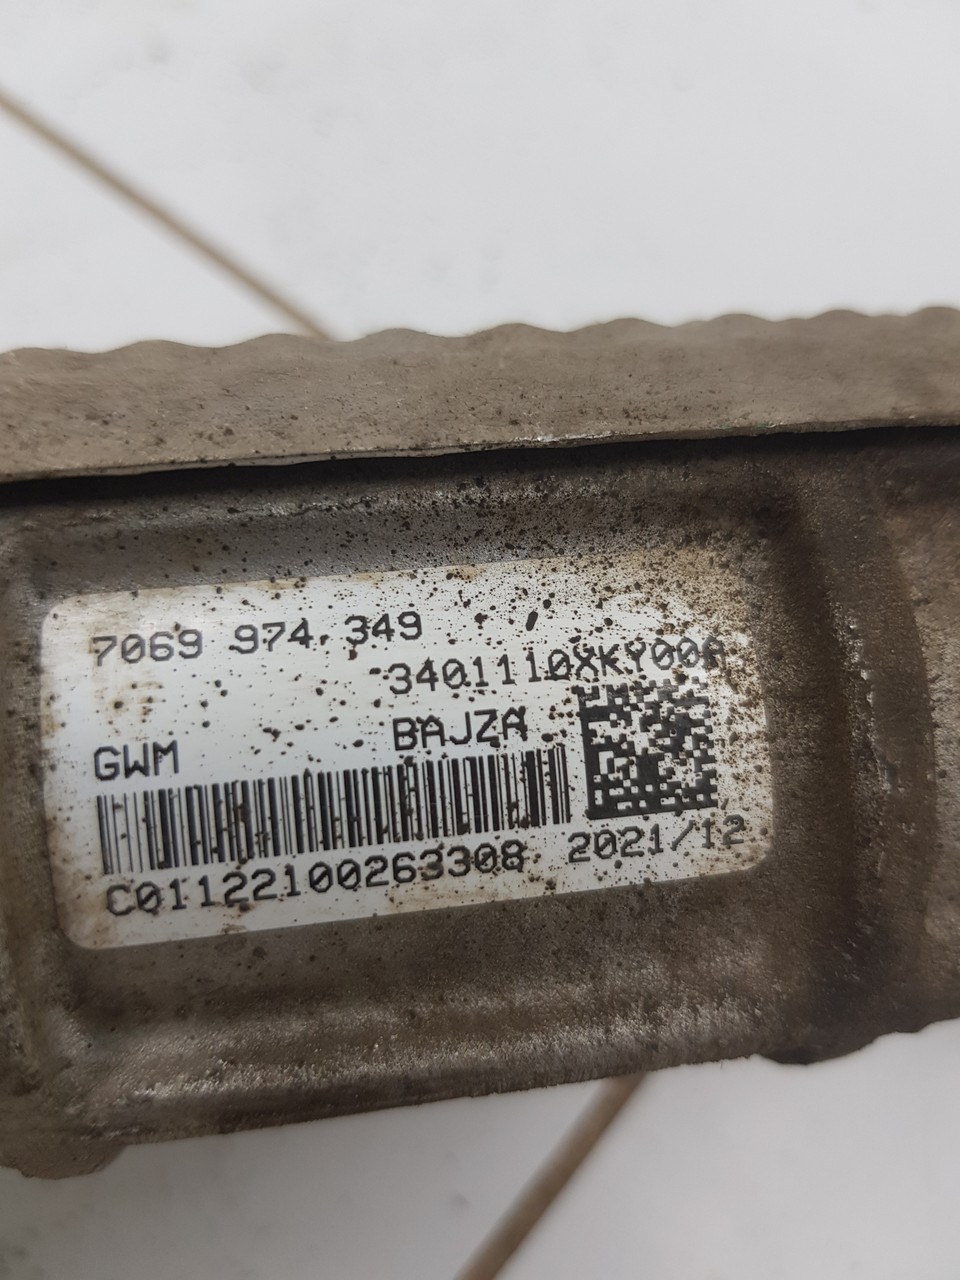 7069 974.349
3401110XKY00A
GWM BAJZA
C01122100263308 2021/12